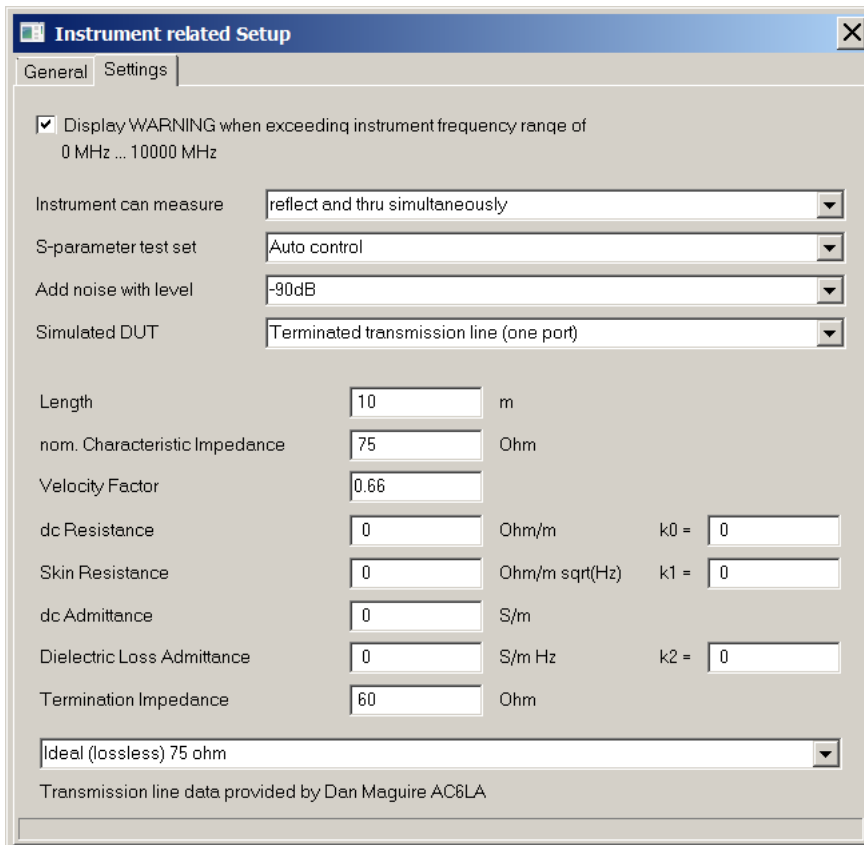 Instrument related Setup
General Settings
Display WARNING when exceeding instrument frequency range of
0 MHz ... 10000 MHz
Instrument can measure reflect and thru simultaneously
S-parameter test set Auto control
Add noise with level -90dB
Simulated DUT Terminated transmission line (one port)
Length 10 m
nom. Characteristic Impedance 75 Ohm
Velocity Factor 0.66
dc Resistance 0 Ohm/m k0 = 0
Skin Resistance 0 Ohm/m sqrt(Hz) k1 = 0
dc Admittance 0 S/m
Dielectric Loss Admittance 0 S/m Hz k2 = 0
Termination Impedance 60 Ohm
Ideal (lossless) 75 ohm
Transmission line data provided by Dan Maguire AC6LA